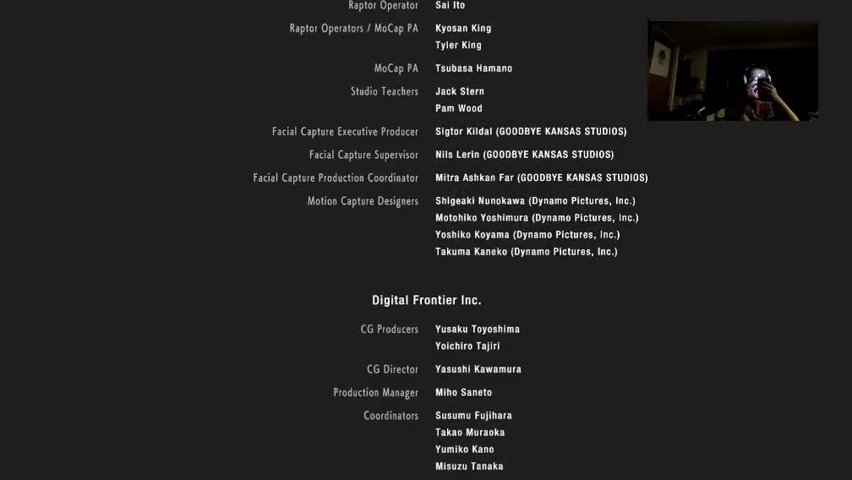 Raptor Operator Sai Ito
Raptor Operators / MoCap PA Kyosan King
Tyler King
MoCap PA Tsubasa Hamano
Studio Teachers Jack Stern
Pam Wood
Facial Capture Executive Producer Sigtor Kildal (GOODBYE KANSAS STUDIOS)
Facial Capture Supervisor Nils Lerin (GOODBYE KANSAS STUDIOS)
Facial Capture Production Coordinator Mitra Ashkan Far (GOODBYE KANSAS STUDIOS)
Motion Capture Designers Shigeaki Nunokawa (Dynamo Pictures, Inc.)
Motohiko Yoshimura (Dynamo Pictures, Inc.)
Yoshiko Koyama (Dynamo Pictures, Inc.)
Takuma Kaneko (Dynamo Pictures, Inc.)
Digital Frontier Inc.
CG Producers Yusaku Toyoshima
Yoichiro Tajiri
CG Director Yasushi Kawamura
Production Manager Miho Saneto
Coordinators Susumu Fujihara
Takao Muraoka
Yumiko Kano
Misuzu Tanaka